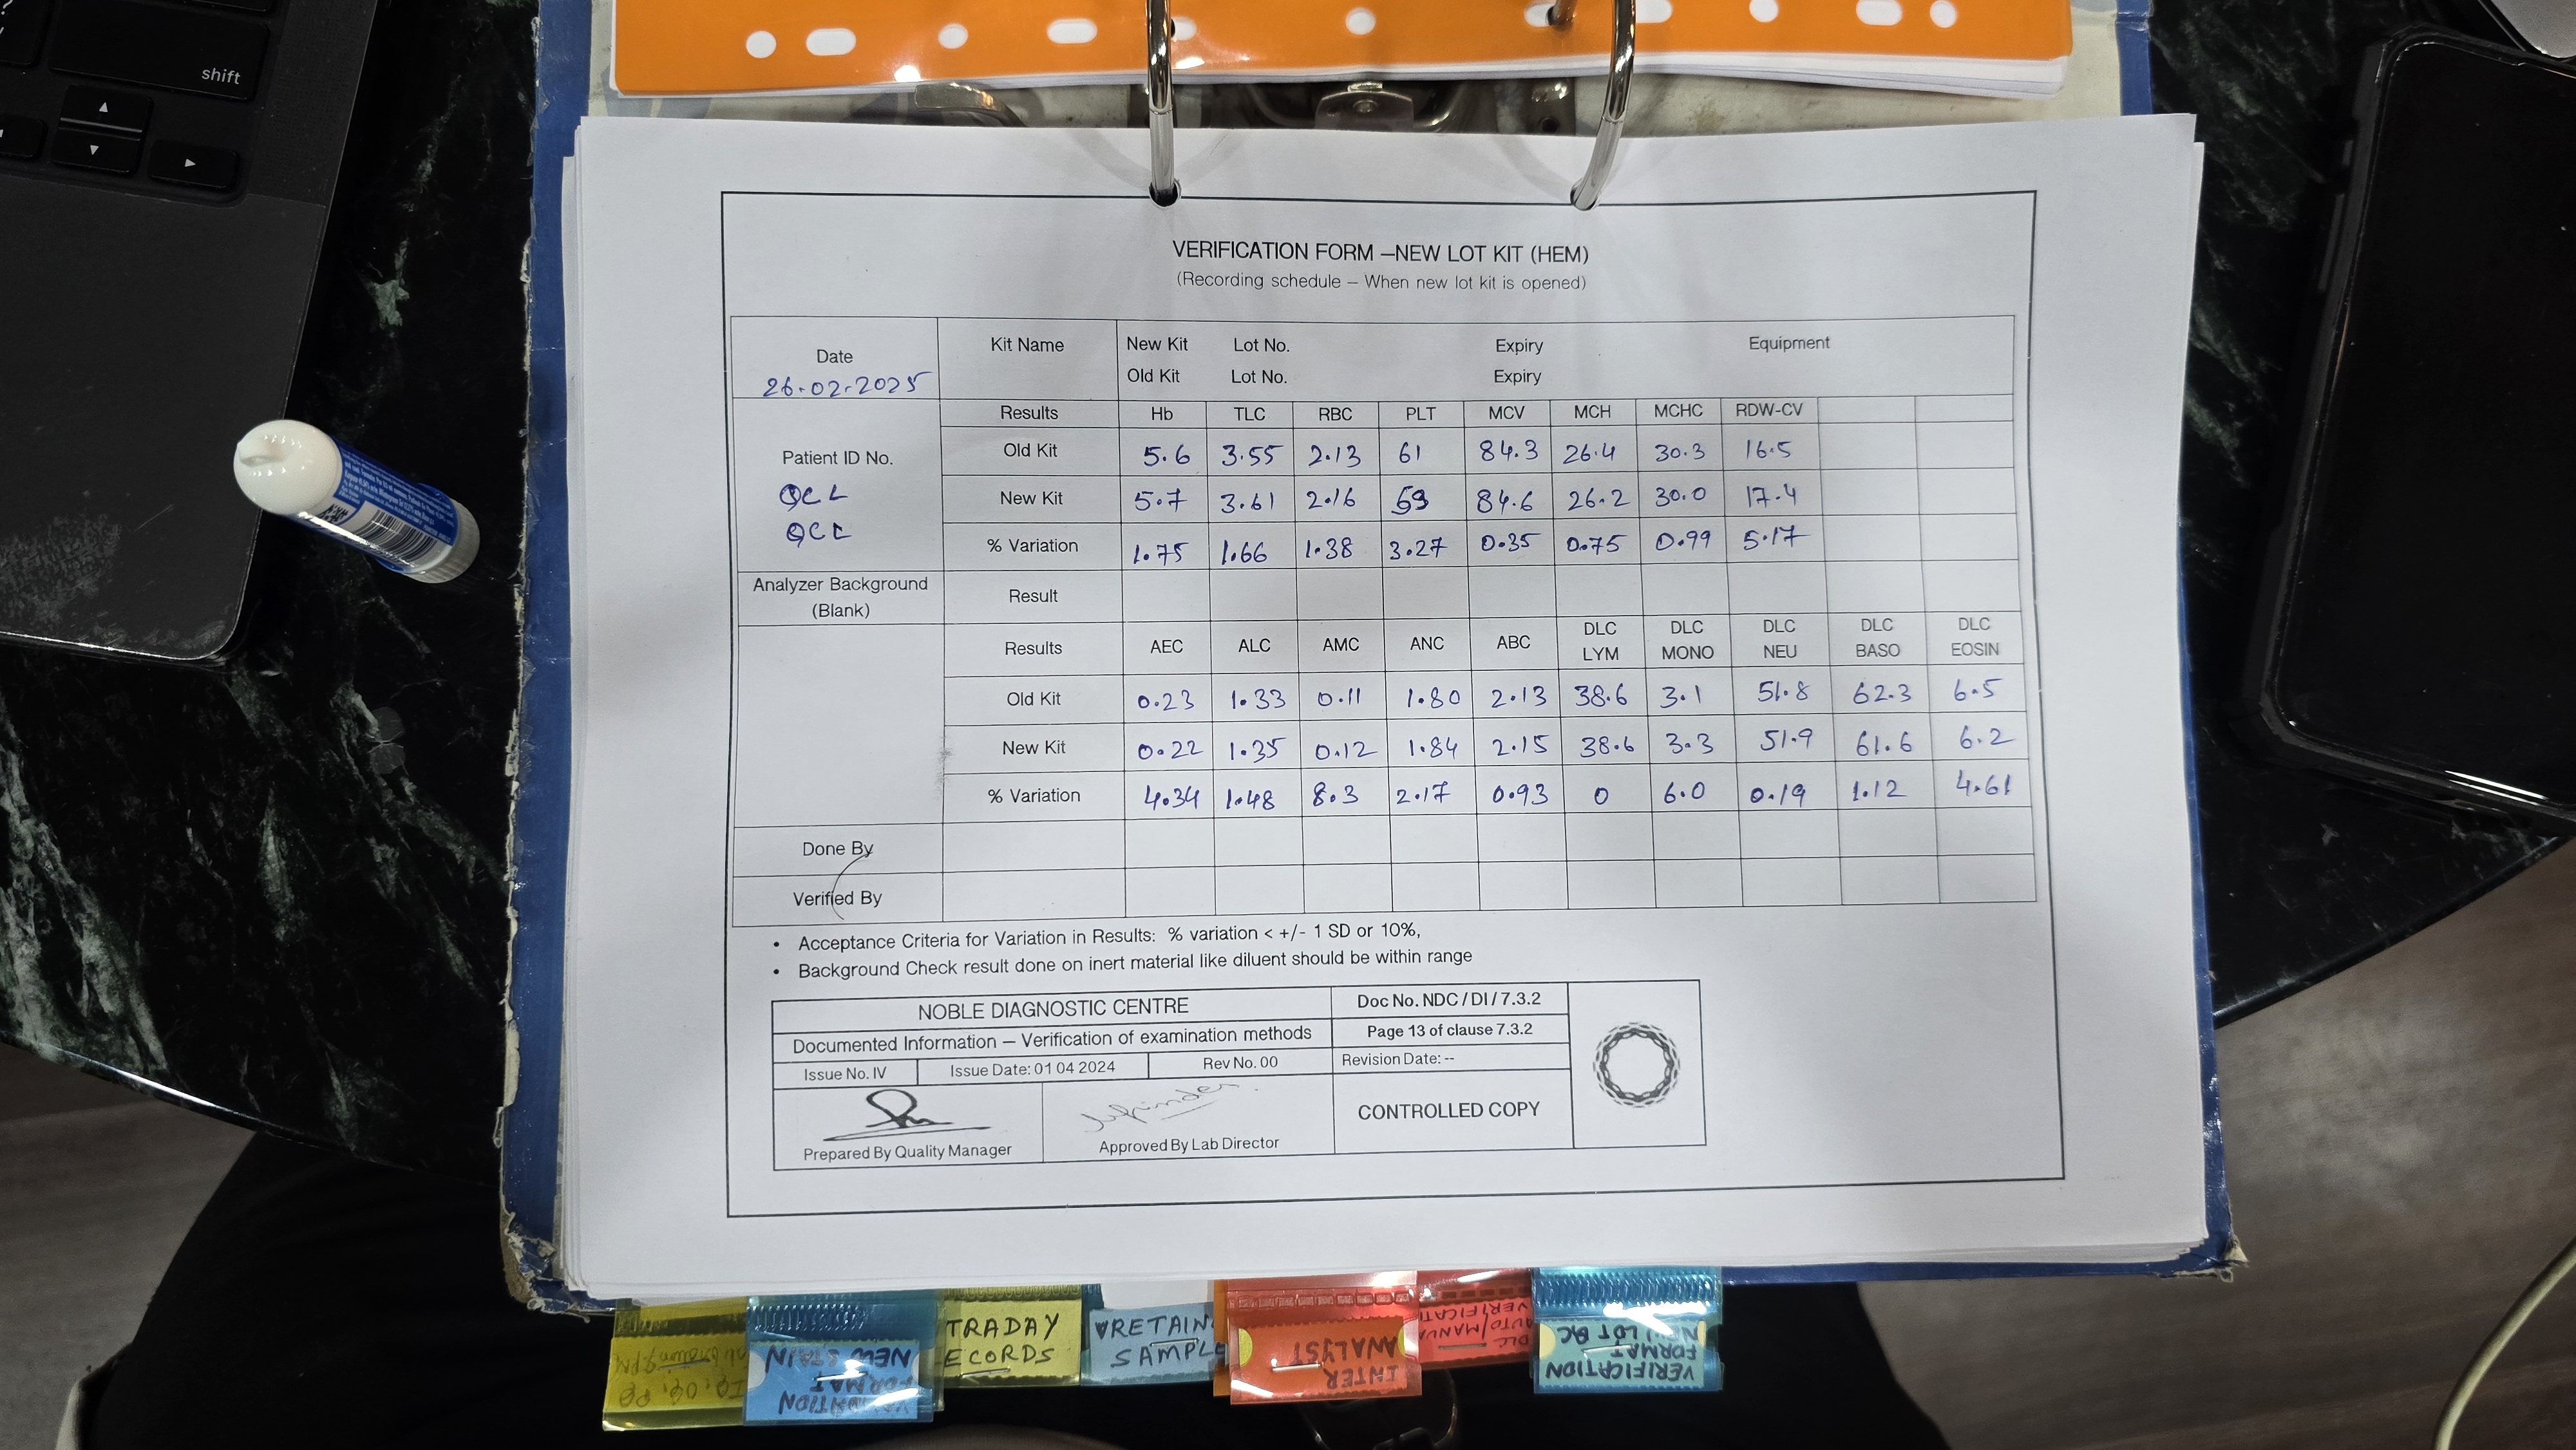 VERIFICATION FORM –NEW LOT KIT (HEM)
(Recording schedule – When new lot kit is opened)
Date Kit Name New Kit Lot No. Expiry Equipment
26.02.2025 Old Kit Lot No. Expiry
Patient ID No. Results Hb TLC RBC PLT MCV MCH MCHC RDW-CV
Old Kit 5.6 3.55 2.13 61 84.3 26.4 30.3 16.5
QC L New Kit 5.7 3.61 2.16 59 84.6 26.2 30.0 17.4
QC L % Variation 1.75 1.66 1.38 3.27 0.35 0.75 0.99 5.17
Analyzer Background (Blank) Result
Results AEC ALC AMC ANC ABC DLC LYM DLC MONO DLC NEU DLC BASO DLC EOSIN
Old Kit 0.23 1.33 0.11 1.80 2.13 38.6 3.1 51.8 62.3 6.5
New Kit 0.22 1.35 0.12 1.84 2.15 38.6 3.3 51.9 61.6 6.2
% Variation 4.34 1.48 8.3 2.17 0.93 0 6.0 0.19 1.12 4.61
Done By
Verified By
• Acceptance Criteria for Variation in Results: % variation < +/- 1 SD or 10%,
• Background Check result done on inert material like diluent should be within range
NOBLE DIAGNOSTIC CENTRE Doc No. NDC / DI / 7.3.2
Documented Information – Verification of examination methods Page 13 of clause 7.3.2
Issue No. IV Issue Date: 01 04 2024 Rev No. 00 Revision Date: --
Prepared By Quality Manager Approved By Lab Director CONTROLLED COPY
TRADAY
ECORDS
RETAIN
SAMPLE
INTER
VERIFICATION
shift